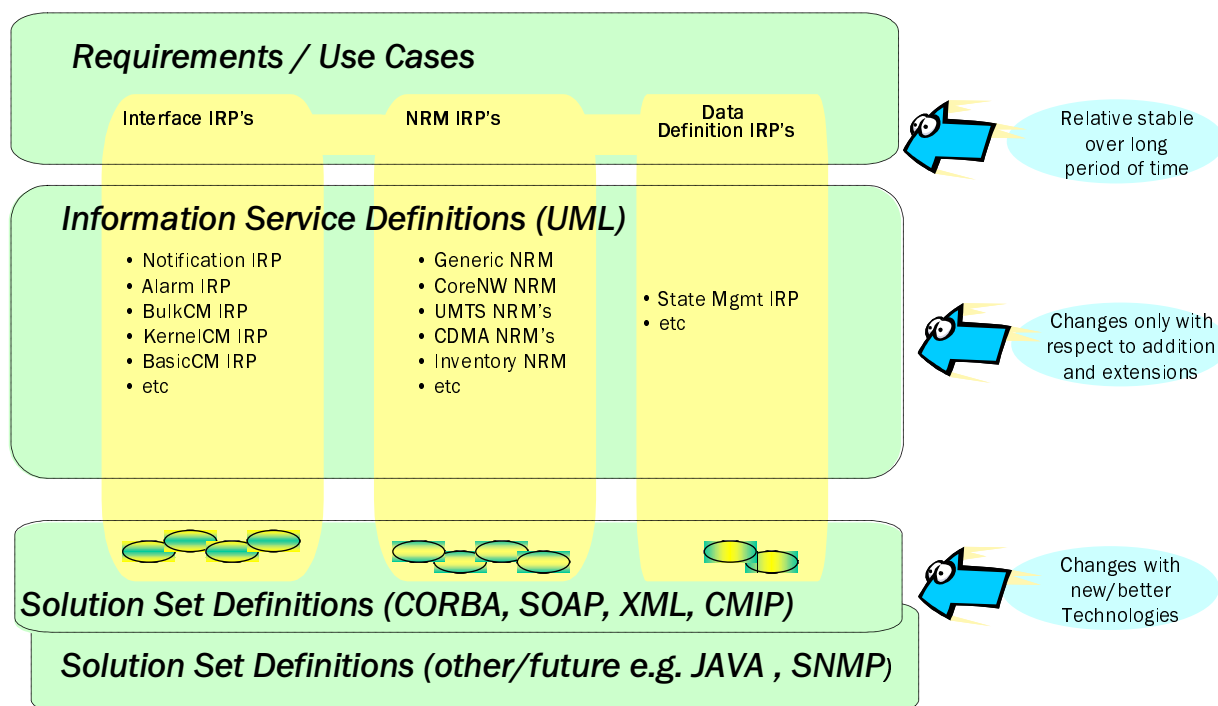 Requirements / Use Cases
Interface IRP's
NRM IRP's
Data
Definition IRP's
Relative stable
over long
period of time
Information Service Definitions (UML)
• Notification IRP
• Alarm IRP
• BulkCM IRP
• KernelCM IRP
• BasicCM IRP
• etc
• Generic NRM
• CoreNW NRM
• UMTS NRM's
• CDMA NRM's
• Inventory NRM
• etc
• State Mgmt IRP
• etc
Changes only with
respect to addition
and extensions
Solution Set Definitions (CORBA, SOAP, XML, CMIP)
Changes with
new/better
Technologies
Solution Set Definitions (other/future e.g. JAVA , SNMP)